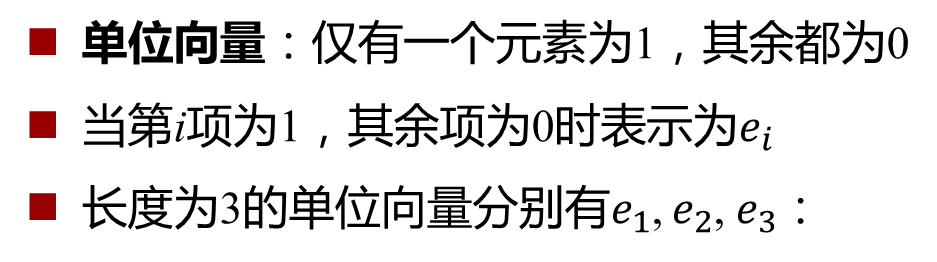 单位向量：仅有一个元素为1，其余都为0
当第i项为1，其余项为0时表示为e_i
长度为3的单位向量分别有e_1, e_2, e_3：